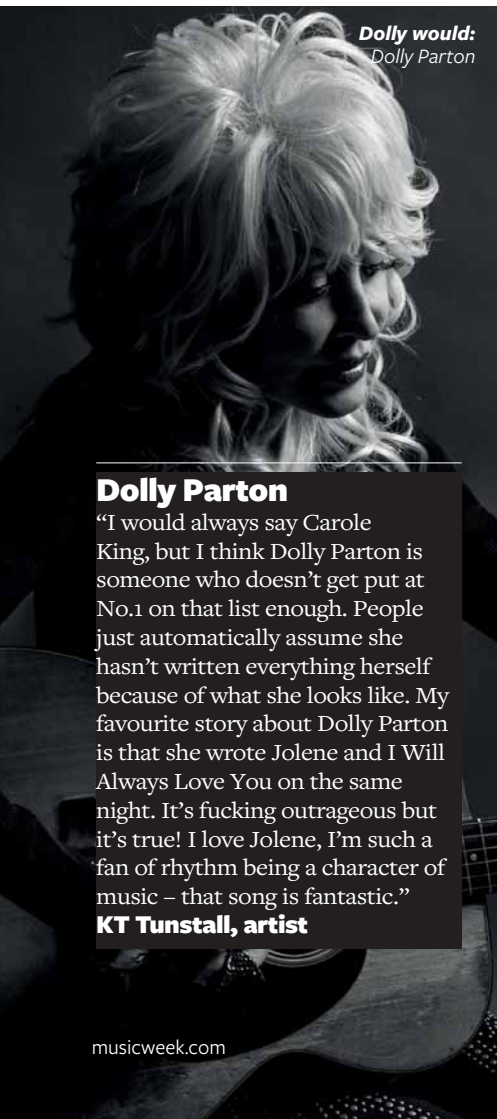 Dolly would:
Dolly Parton
Dolly Parton
“I would always say Carole
King, but I think Dolly Parton is
someone who doesn’t get put at
No.1 on that list enough. People
just automatically assume she
hasn’t written everything herself
because of what she looks like. My
favourite story about Dolly Parton
is that she wrote Jolene and I Will
Always Love You on the same
night. It’s fucking outrageous but
it’s true! I love Jolene, I’m such a
fan of rhythm being a character of
music – that song is fantastic.”
KT Tunstall, artist
musicweek.com